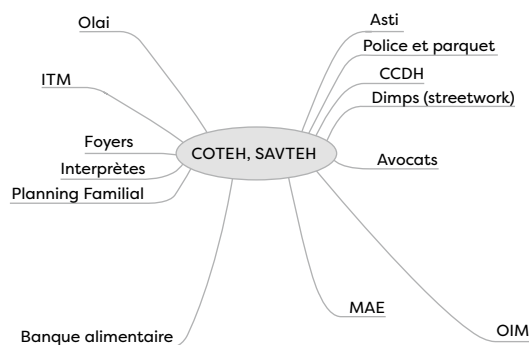 Olai
Asti
Police et parquet
ITM
CCDH
Dimps (streetwork)
Foyers
COTEH, SAVTEH
Interprètes
Avocats
Planning Familial
MAE
Banque alimentaire
OIM